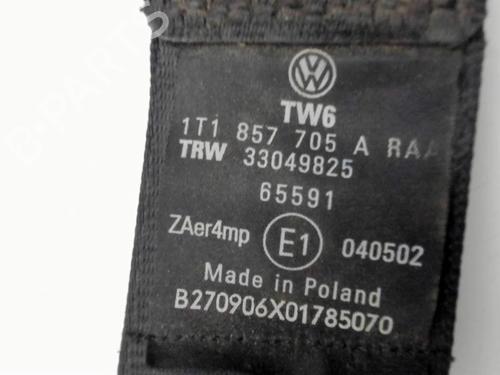 TW6
1T1 857 705 A RAA
TRW 33049825
65591
ZAer4mp E1 040502
Made in Poland
B270906X01785070